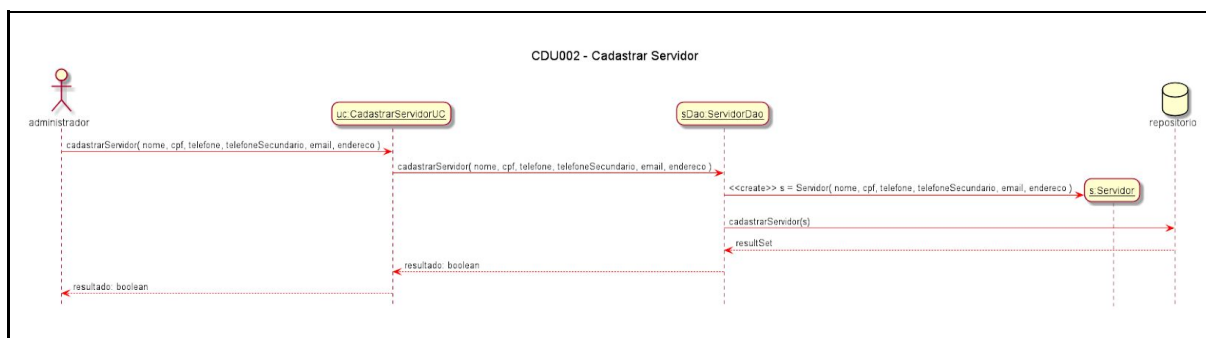 CDU002 - Cadastrar Servidor
administrador
uc:CadastrarServidorUC
sDao:ServidorDao
repositorio
cadastrarServidor( nome, cpf, telefone, telefoneSecundario, email, endereco )
cadastrarServidor( nome, cpf, telefone, telefoneSecundario, email, endereco )
<<create>> s = Servidor( nome, cpf, telefone, telefoneSecundario, email, endereco )
s:Servidor
cadastrarServidor(s)
resultSet
resultado: boolean
resultado: boolean